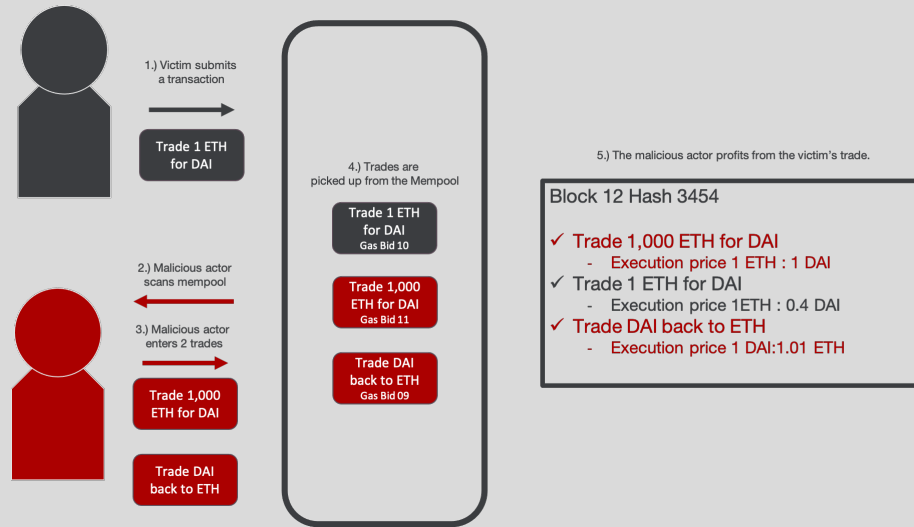 1.) Victim submits
a transaction
Trade 1 ETH
for DAI
2.) Malicious actor
scans mempool
3.) Malicious actor
enters 2 trades
Trade 1,000
ETH for DAI
Trade DAI
back to ETH
4.) Trades are
picked up from the Mempool
Trade 1 ETH
for DAI
Gas Bid 10
Trade 1,000
ETH for DAI
Gas Bid 11
Trade DAI
back to ETH
Gas Bid 09
5.) The malicious actor profits from the victim's trade.
Block 12 Hash 3454
✓ Trade 1,000 ETH for DAI
- Execution price 1 ETH : 1 DAI
✓ Trade 1 ETH for DAI
- Execution price 1ETH : 0.4 DAI
✓ Trade DAI back to ETH
- Execution price 1 DAI:1.01 ETH